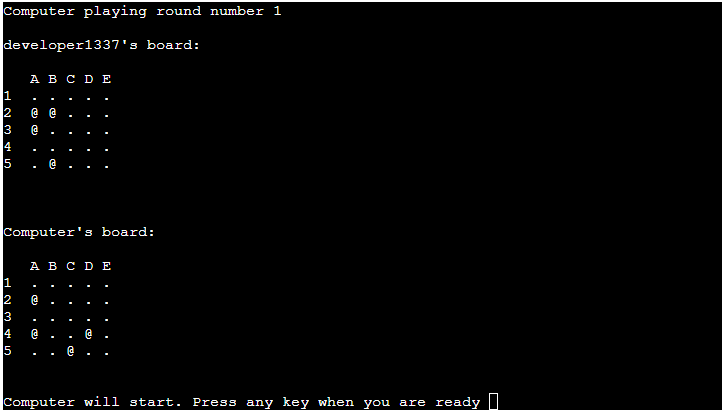 Computer playing round number 1
developer1337's board:
A B C D E
1 . . . . .
2 @ @ . . .
3 @ . . . .
4 . . . . .
5 . @ . . .
Computer's board:
A B C D E
1 . . . . .
2 @ . . . .
3 . . . . .
4 @ . . @ .
5 . . @ . .
Computer will start. Press any key when you are ready